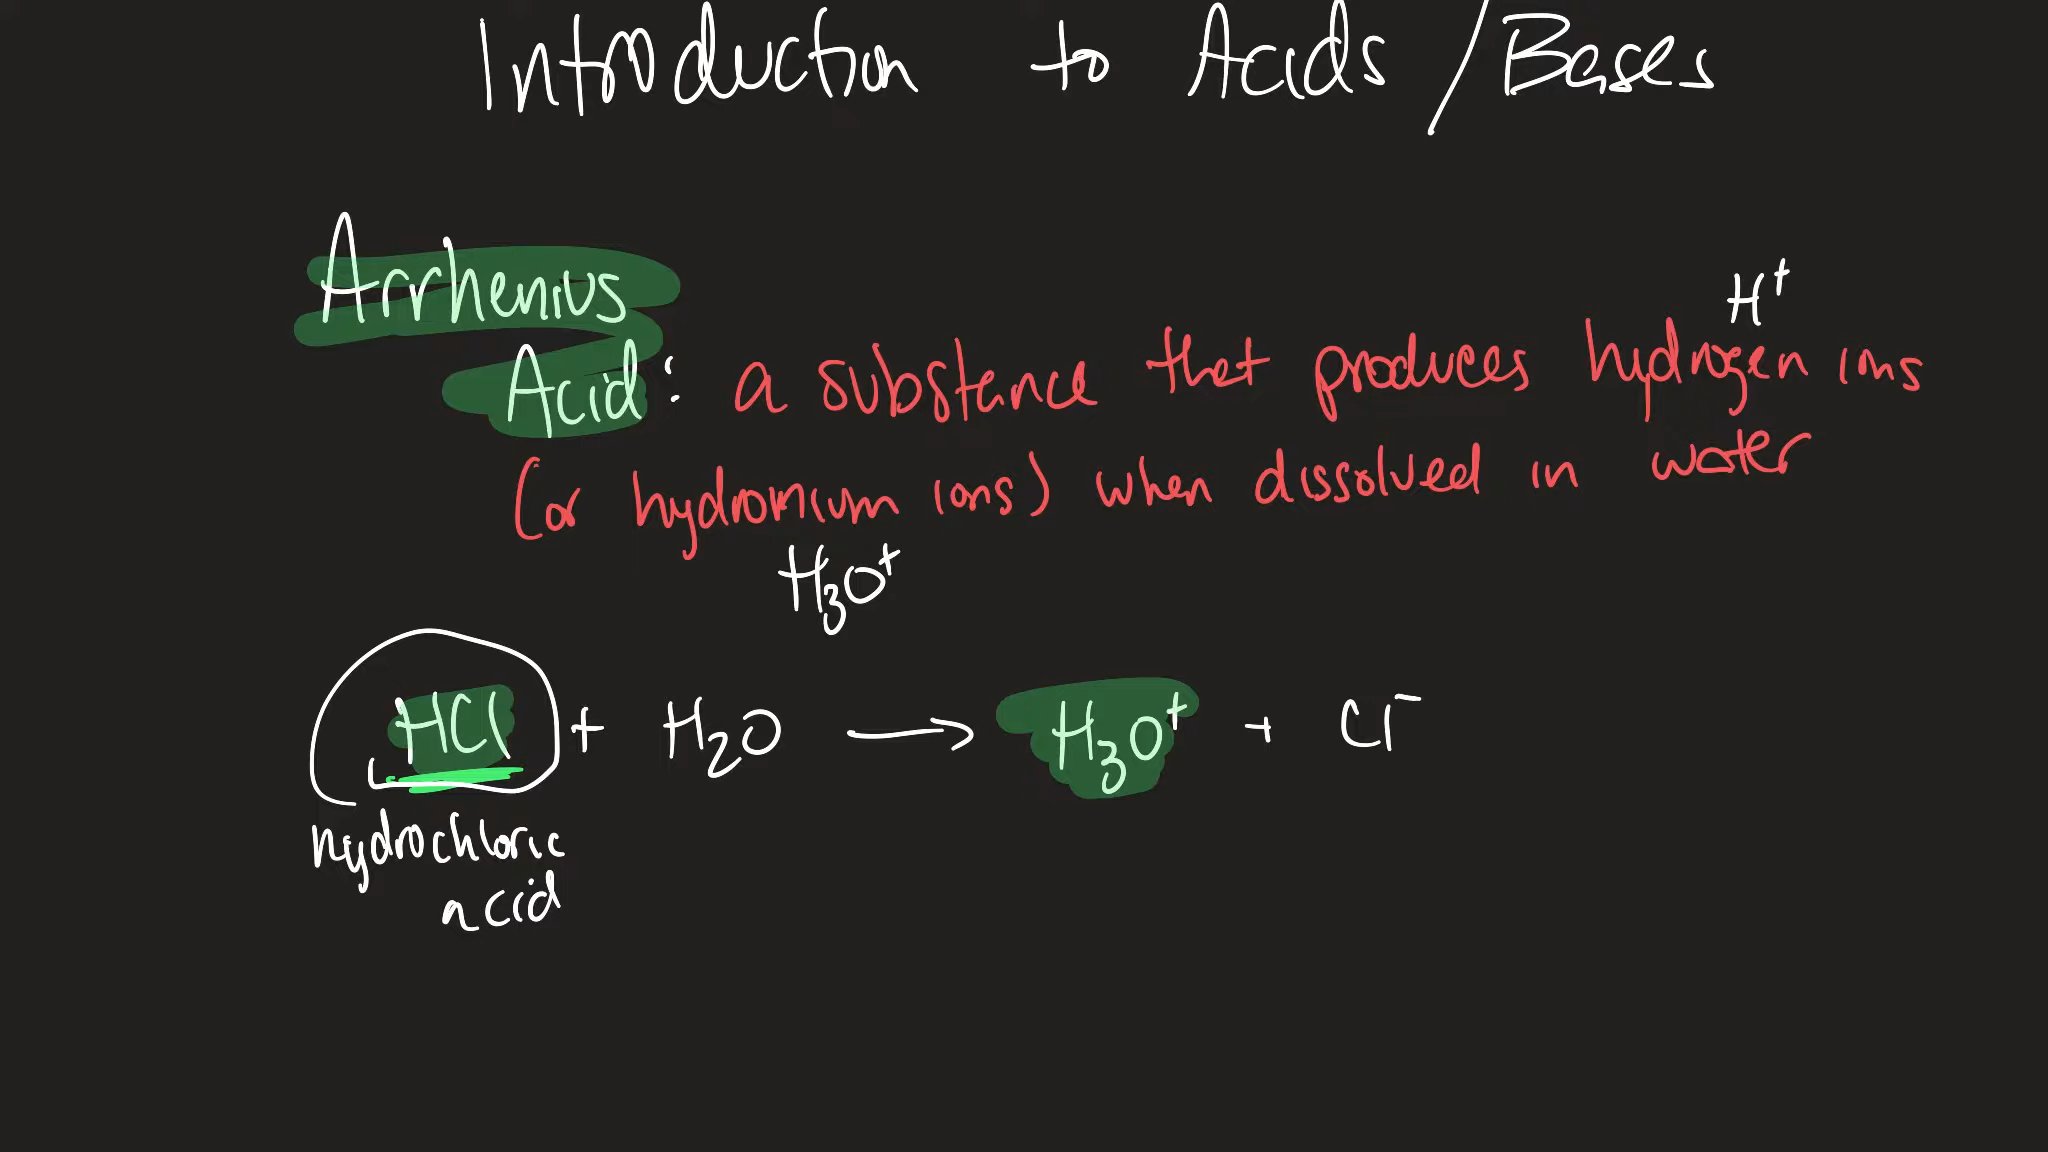 Introduction to Acids/Bases
Arrhenius
H⁺
Acid: a substance that produces hydrogen ions
(or hydronium ions) when dissolved in water
H₃O⁺
HCl + H₂O ⟶ H₃O⁺ + Cl⁻
hydrochloric
acid